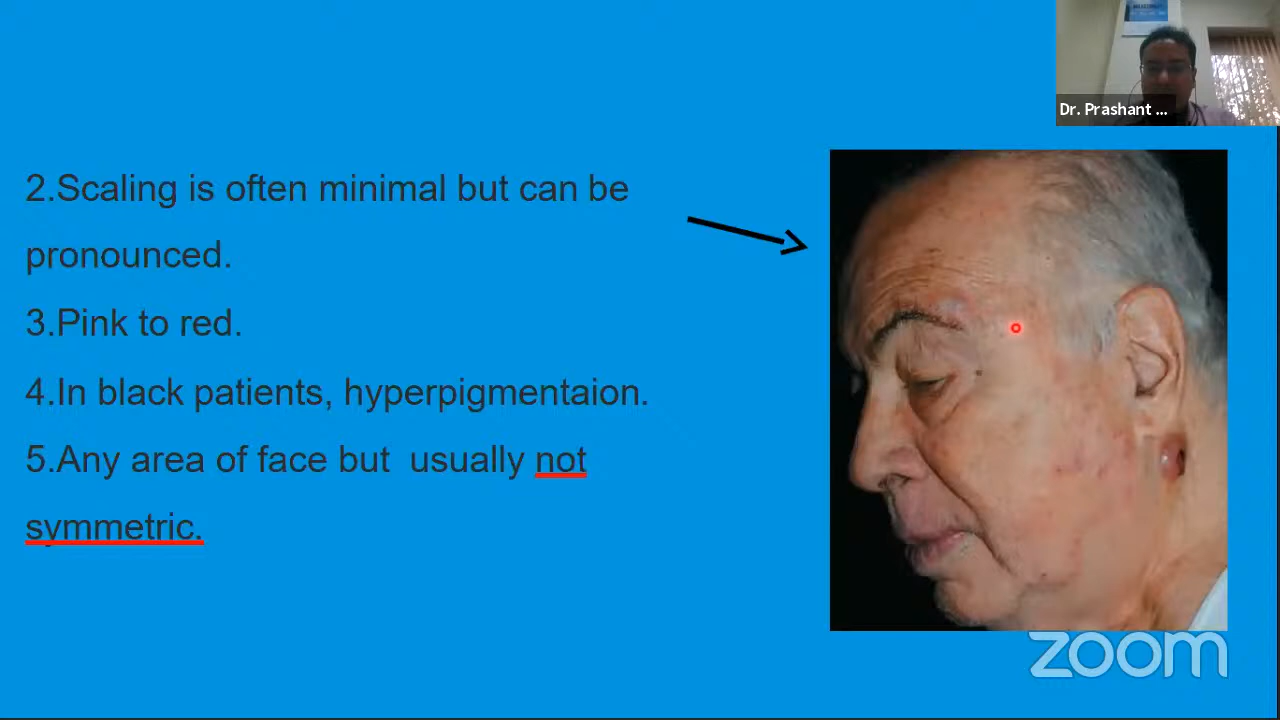 Dr. Prashant ...
2.Scaling is often minimal but can be
pronounced.
3.Pink to red.
4.In black patients, hyperpigmentaion.
5.Any area of face but usually not
symmetric.
zoom